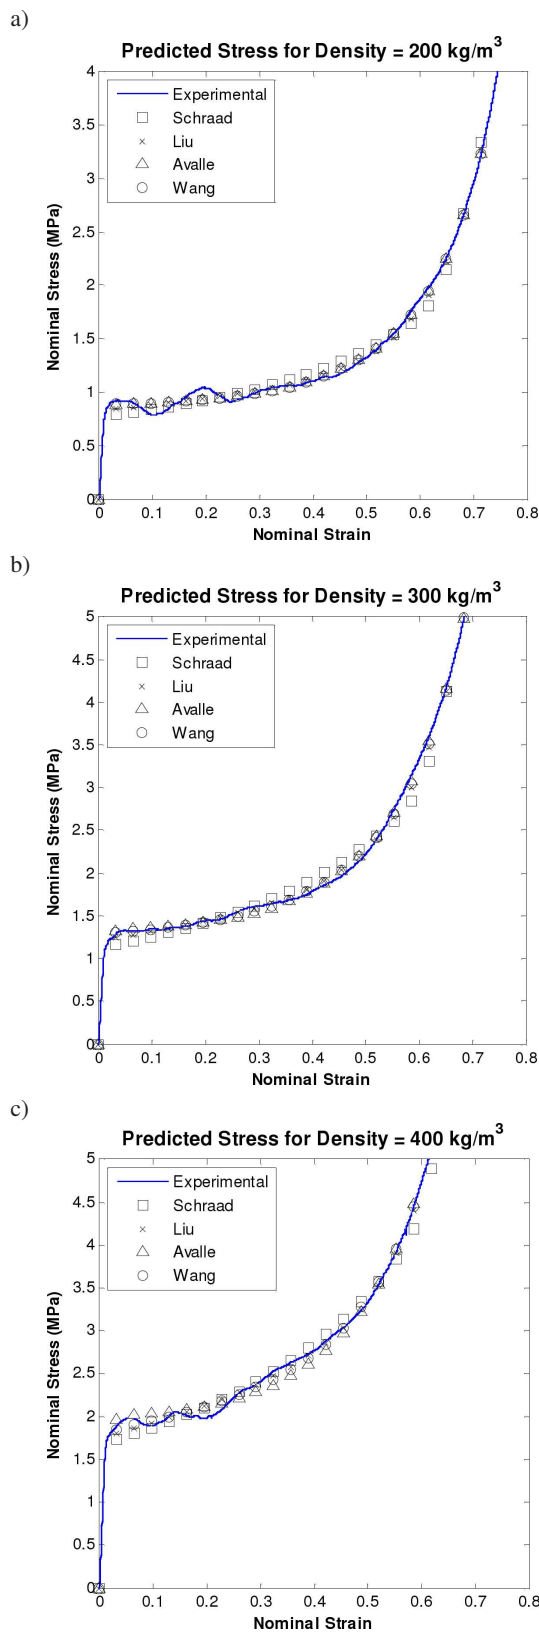 a)
Predicted Stress for Density = 200 kg/m³
4
3.5
3
2.5
2
1.5
1
0.5
0
Nominal Stress (MPa)
Experimental
Schraad
Liu
Avalle
Wang
0 0.1 0.2 0.3 0.4 0.5 0.6 0.7 0.8
Nominal Strain
b)
Predicted Stress for Density = 300 kg/m³
5
4.5
4
3.5
3
2.5
2
1.5
1
0.5
0
Nominal Stress (MPa)
Experimental
Schraad
Liu
Avalle
Wang
0 0.1 0.2 0.3 0.4 0.5 0.6 0.7 0.8
Nominal Strain
c)
Predicted Stress for Density = 400 kg/m³
5
4.5
4
3.5
3
2.5
2
1.5
1
0.5
0
Nominal Stress (MPa)
Experimental
Schraad
Liu
Avalle
Wang
0 0.1 0.2 0.3 0.4 0.5 0.6 0.7 0.8
Nominal Strain